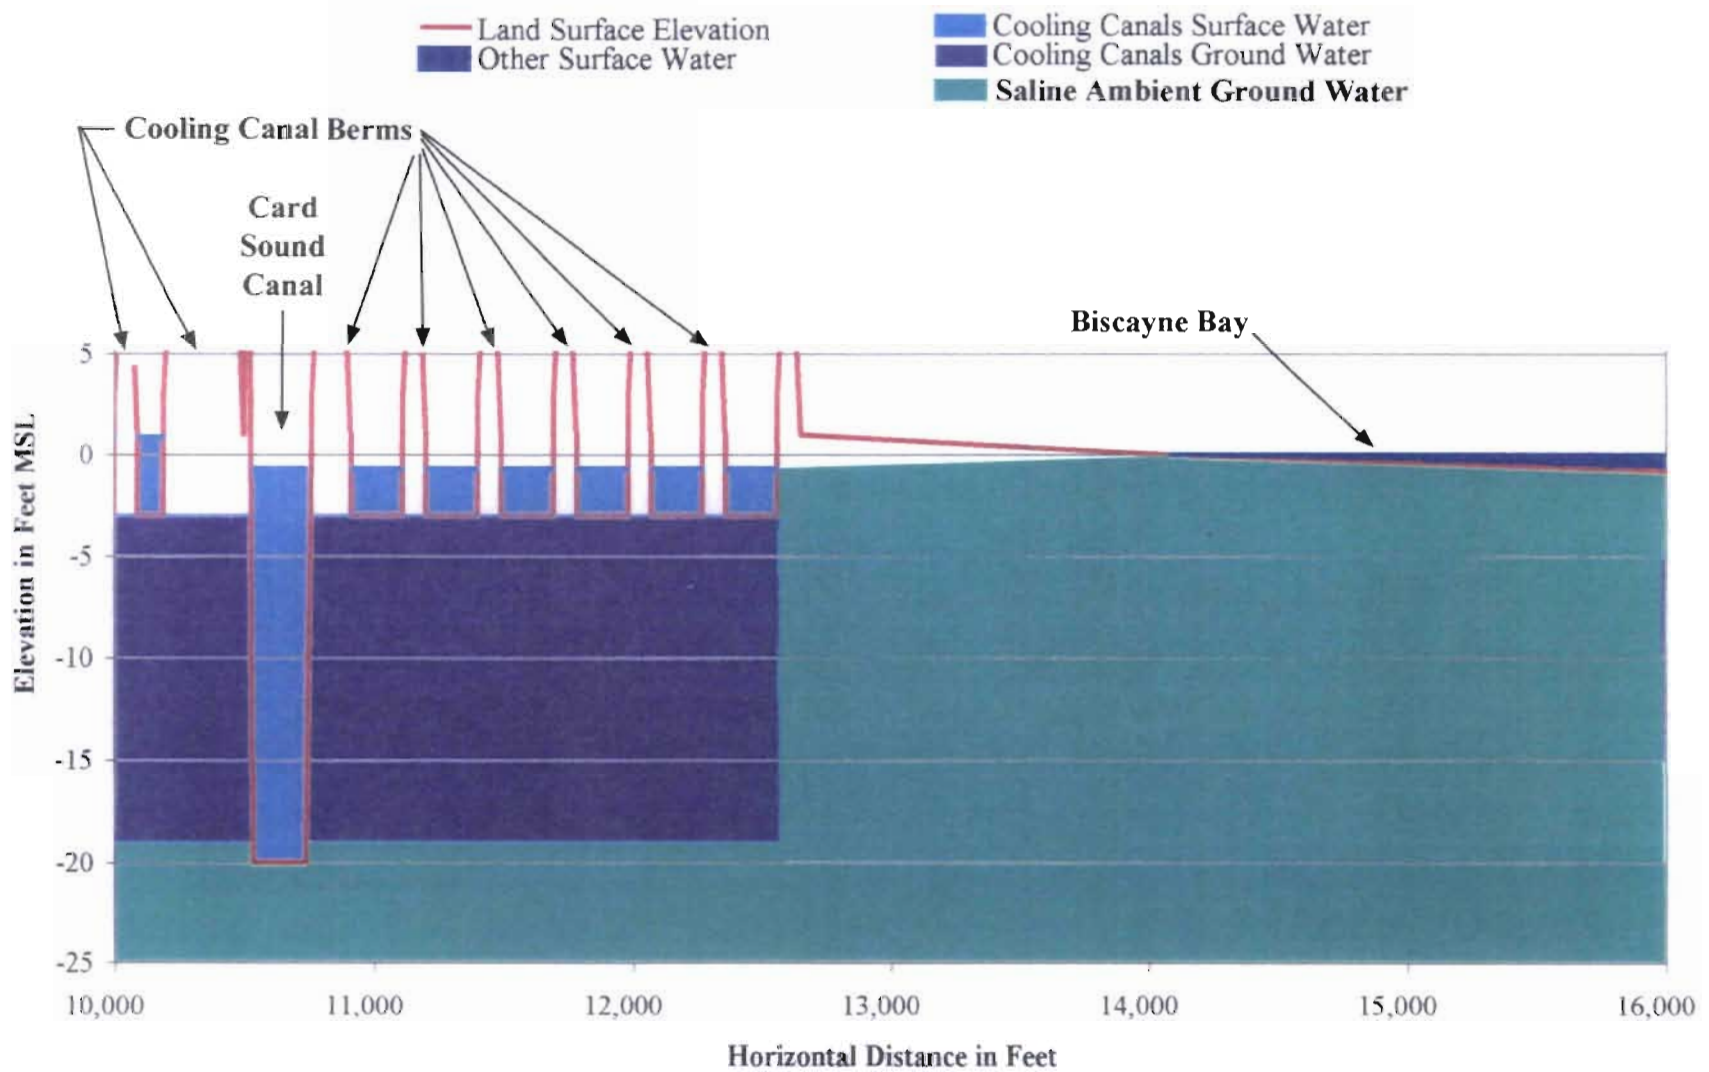 Land Surface Elevation
Other Surface Water
Cooling Canals Surface Water
Cooling Canals Ground Water
Saline Ambient Ground Water
Cooling Canal Berms
Card
Sound
Canal
Biscayne Bay
Elevation in Feet MSL
5
0
-5
-10
-15
-20
-25
10,000 11,000 12,000 13,000 14,000 15,000 16,000
Horizontal Distance in Feet